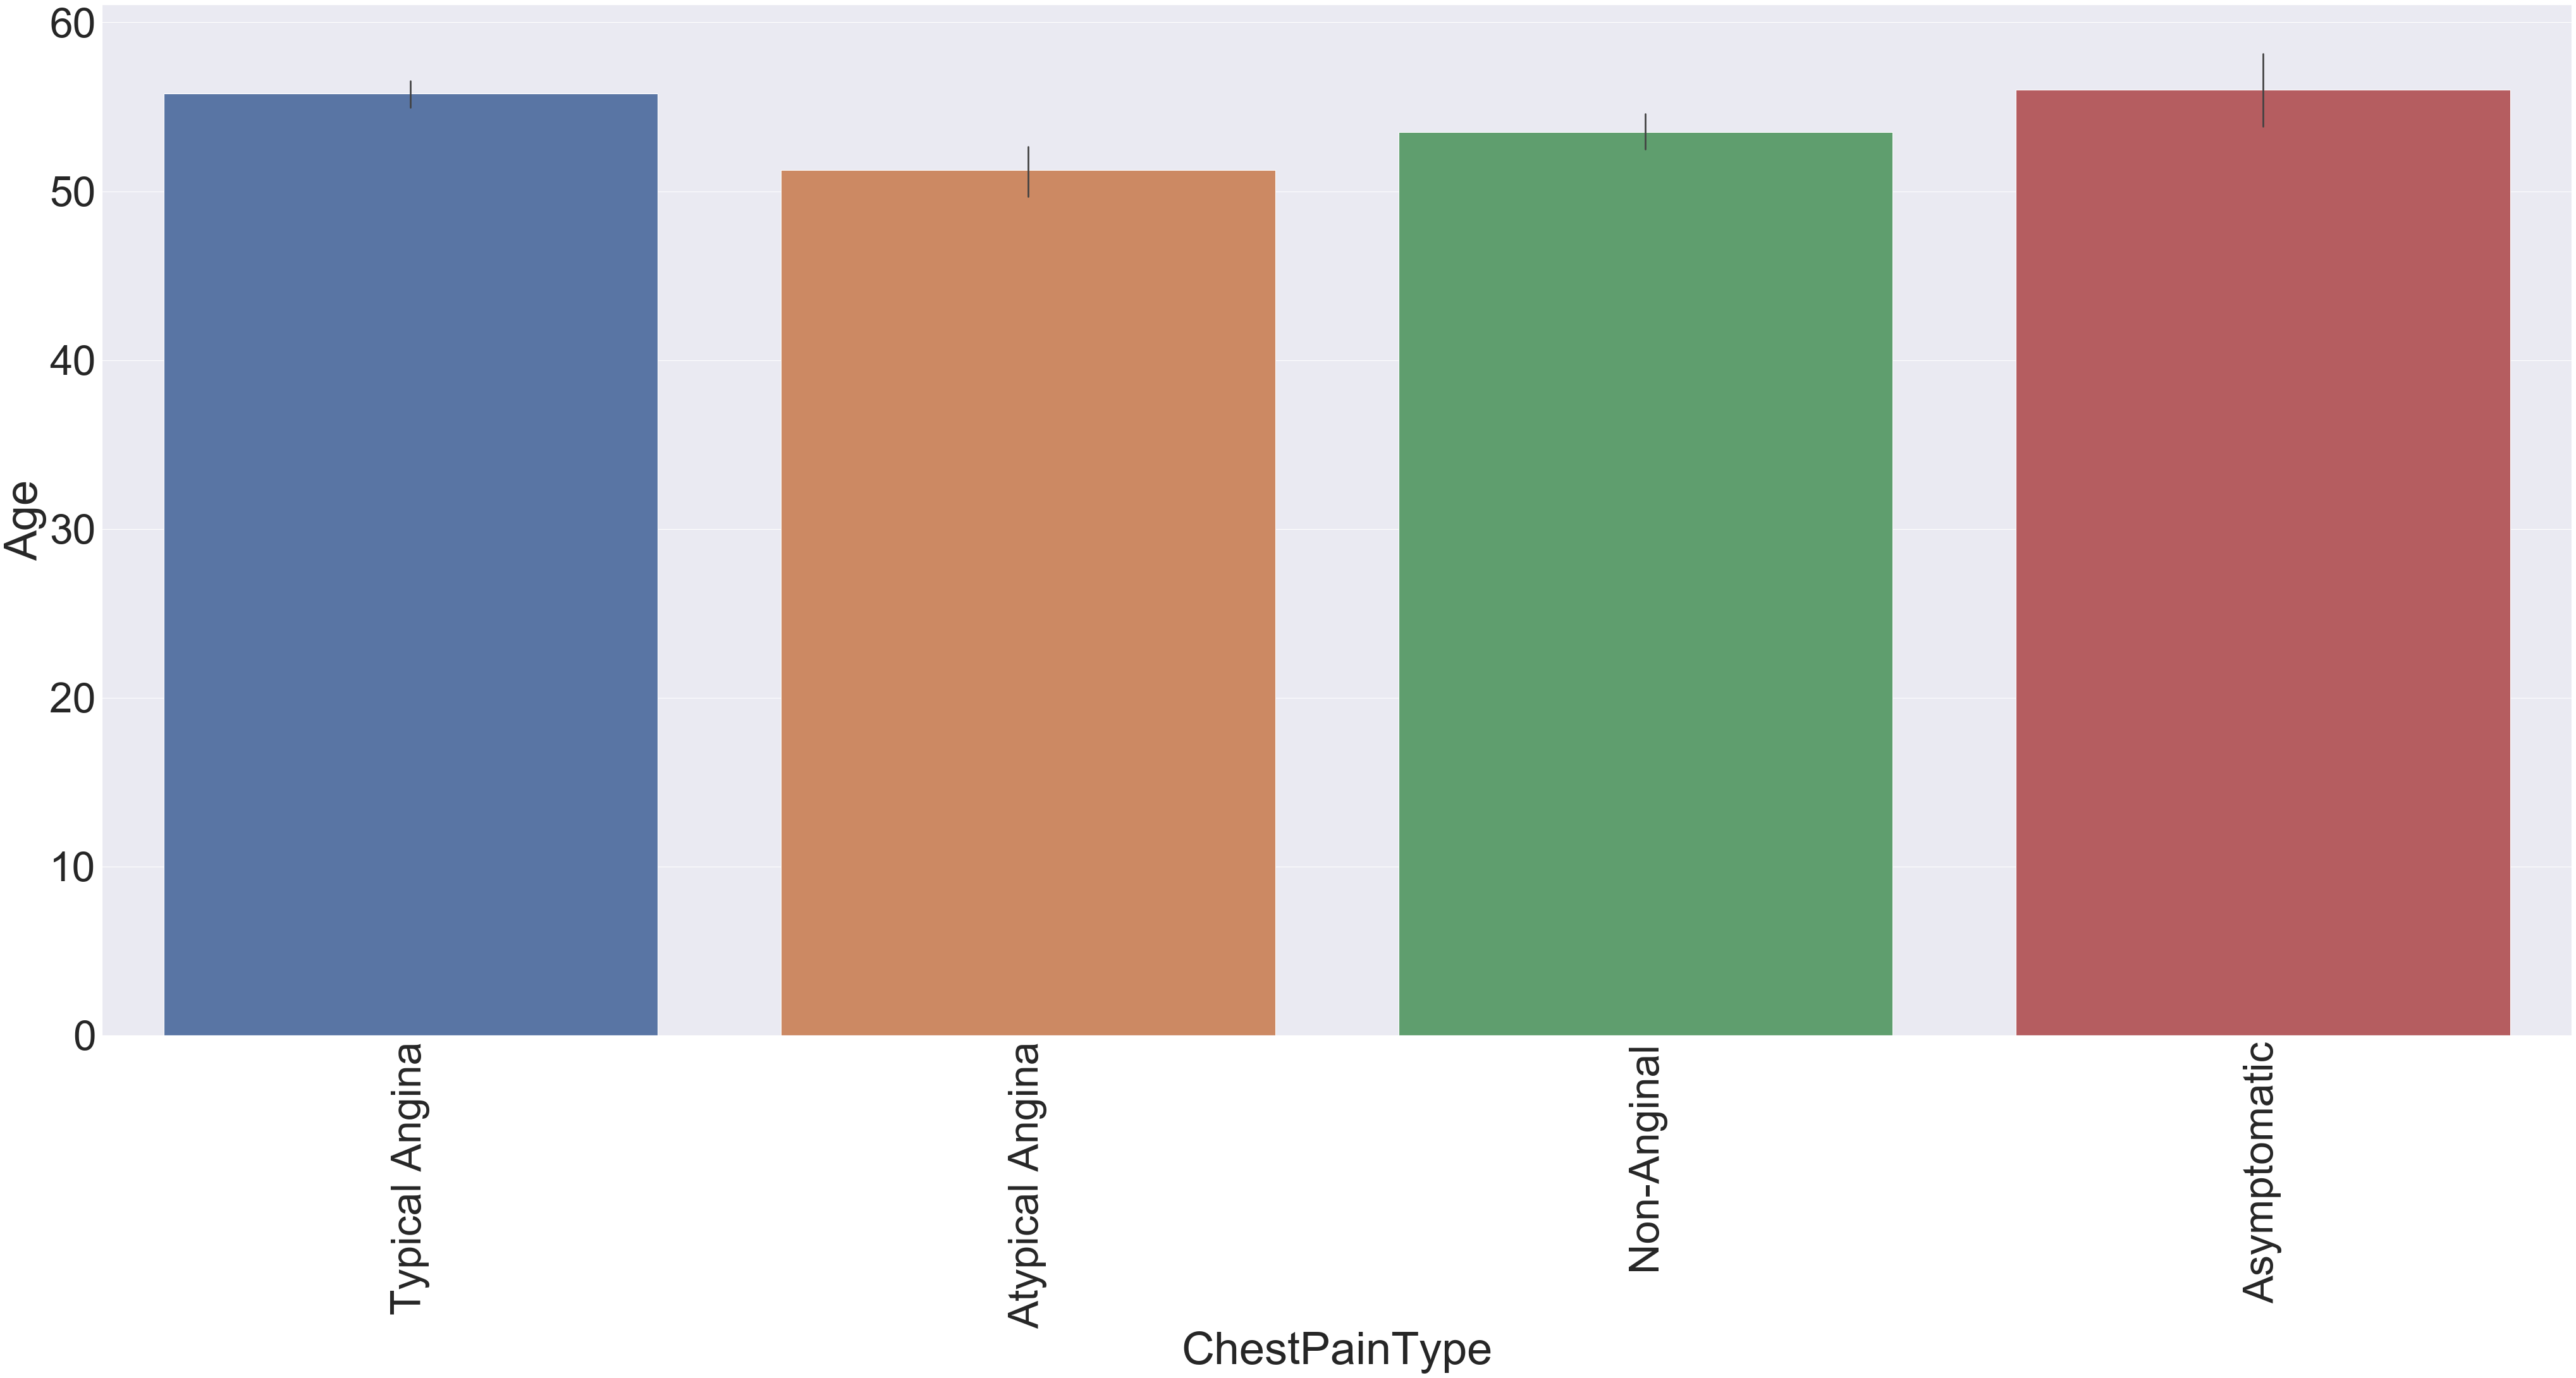 60
50
40
30
20
10
0
Age
Typical Angina
Atypical Angina
Non-Anginal
Asymptomatic
ChestPainType